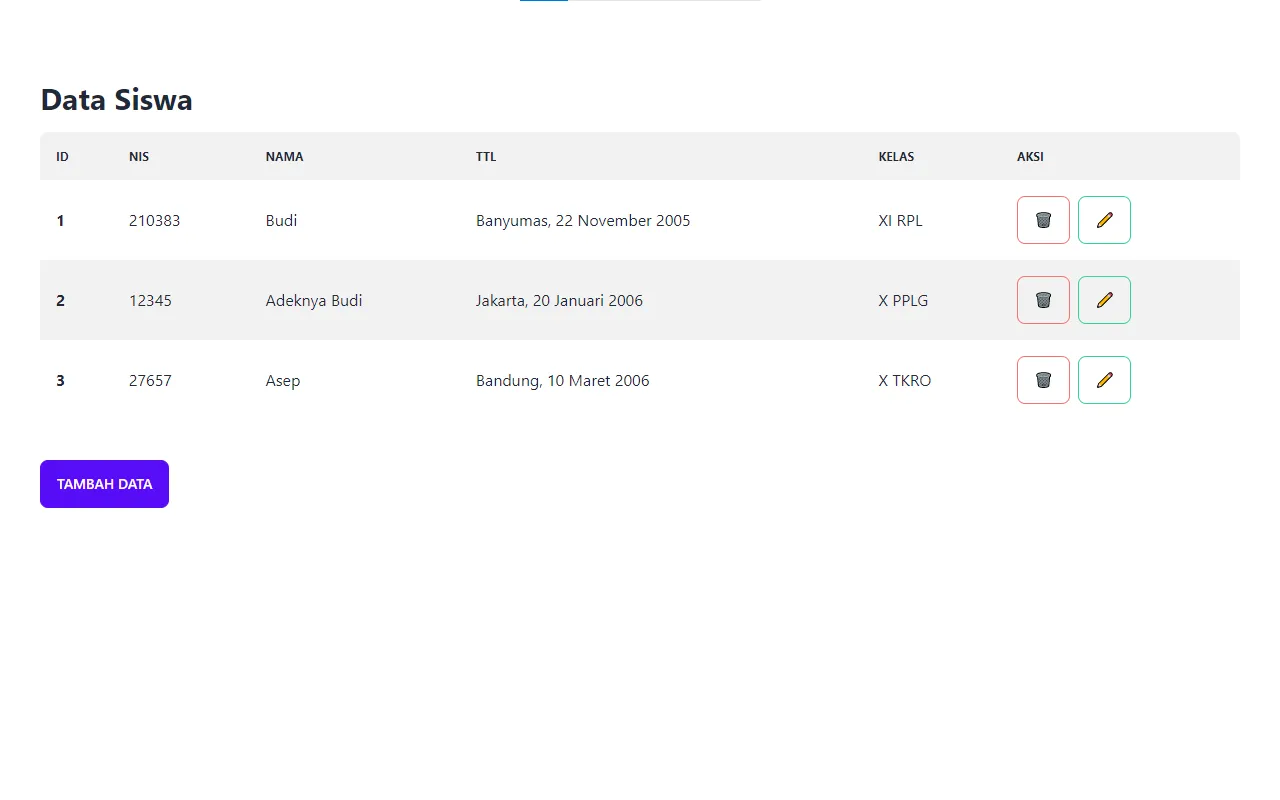 Data Siswa
ID NIS NAMA TTL KELAS AKSI
1 210383 Budi Banyumas, 22 November 2005 XI RPL
2 12345 Adeknya Budi Jakarta, 20 Januari 2006 X PPLG
3 27657 Asep Bandung, 10 Maret 2006 X TKRO
TAMBAH DATA